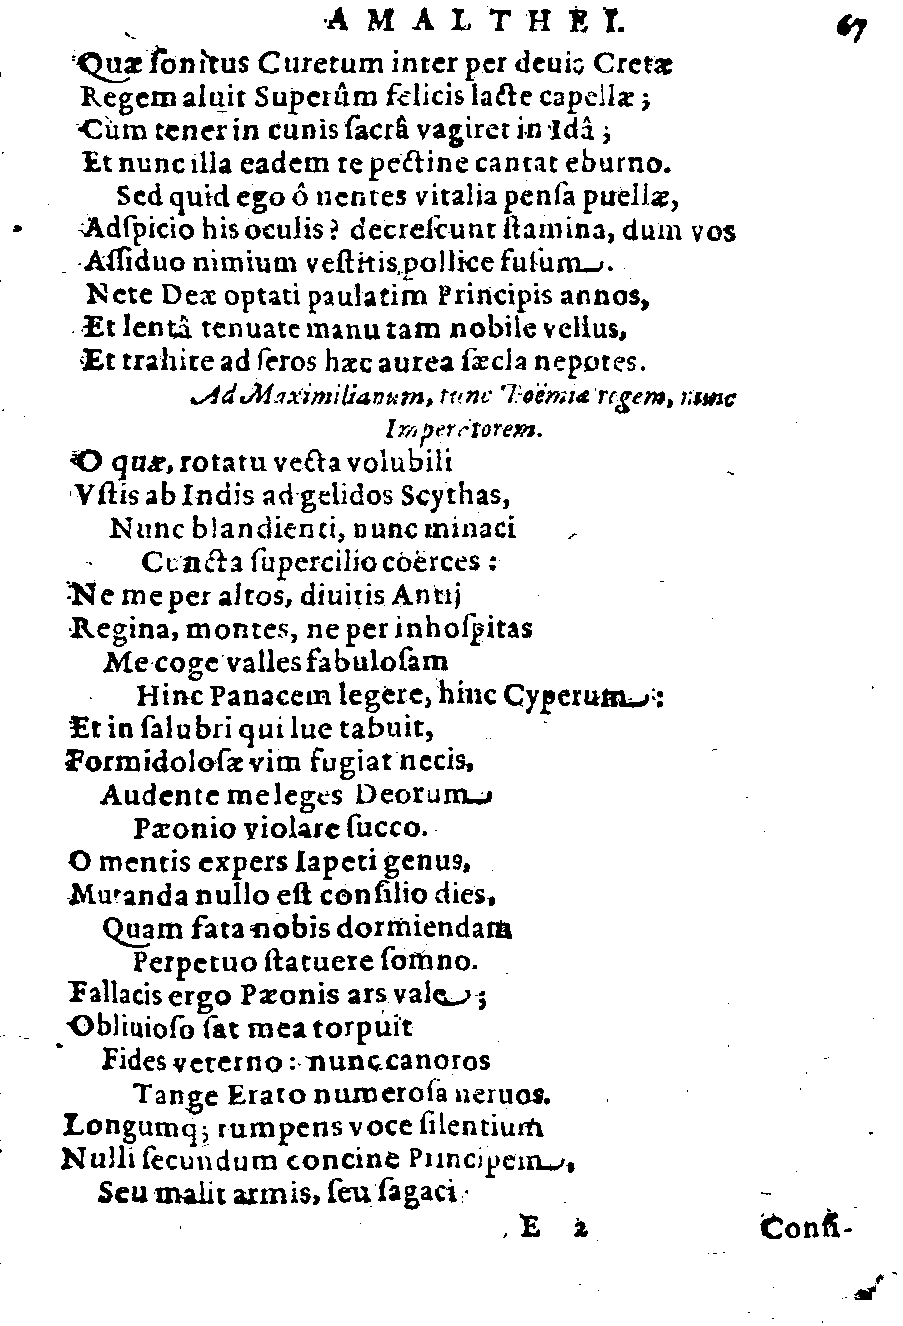 AMALTHEI. 67
Quæ ſonitus Curetum inter per deuia Cretæ
Regem aluit Superûm felicis lacte capellæ;
Cùm tener in cunis ſacrâ vagiret in Idâ;
Et nunc illa eadem te pectine cantat eburno.
Sed quid ego ô nentes vitalia penſa puellæ,
Adſpicio his oculis? decreſcunt ſtamina, dum vos
Aſſiduo nimium veſtitis pollice fuſum.
Nete Deæ optati paulatim Principis annos,
Et lentâ tenuate manu tam nobile vellus,
Et trahite ad ſeros hæc aurea ſæcla nepotes.
Ad Maximilianum, tunc Boëmiæ regem, nunc
Imperatorem.
O quæ, rotatu vecta volubili
Vſtis ab Indis ad gelidos Scythas,
Nunc blandienti, nunc minaci
Cuncta ſupercilio coërces:
Ne me per altos, diuitis Antij
Regina, montes, ne per inhoſpitas
Me coge valles fabuloſam
Hinc Panacem legere, hinc Cyperum:
Et in ſalubri qui lue tabuit,
Formidoloſæ vim fugiat necis,
Audente me leges Deorum
Pæonio violare ſucco.
O mentis expers Iapeti genus,
Mutanda nullo eſt conſilio dies,
Quam fata nobis dormiendam
Perpetuo ſtatuere ſomno.
Fallacis ergo Pæonis ars vale;
Obliuioſo ſat mea torpuit
Fides veterno: nunc canoros
Tange Erato numeroſa neruos.
Longumq; rumpens voce ſilentium
Nulli ſecundum concine Principem,
Seu malit armis, ſeu ſagaci
E 2 Conſi-